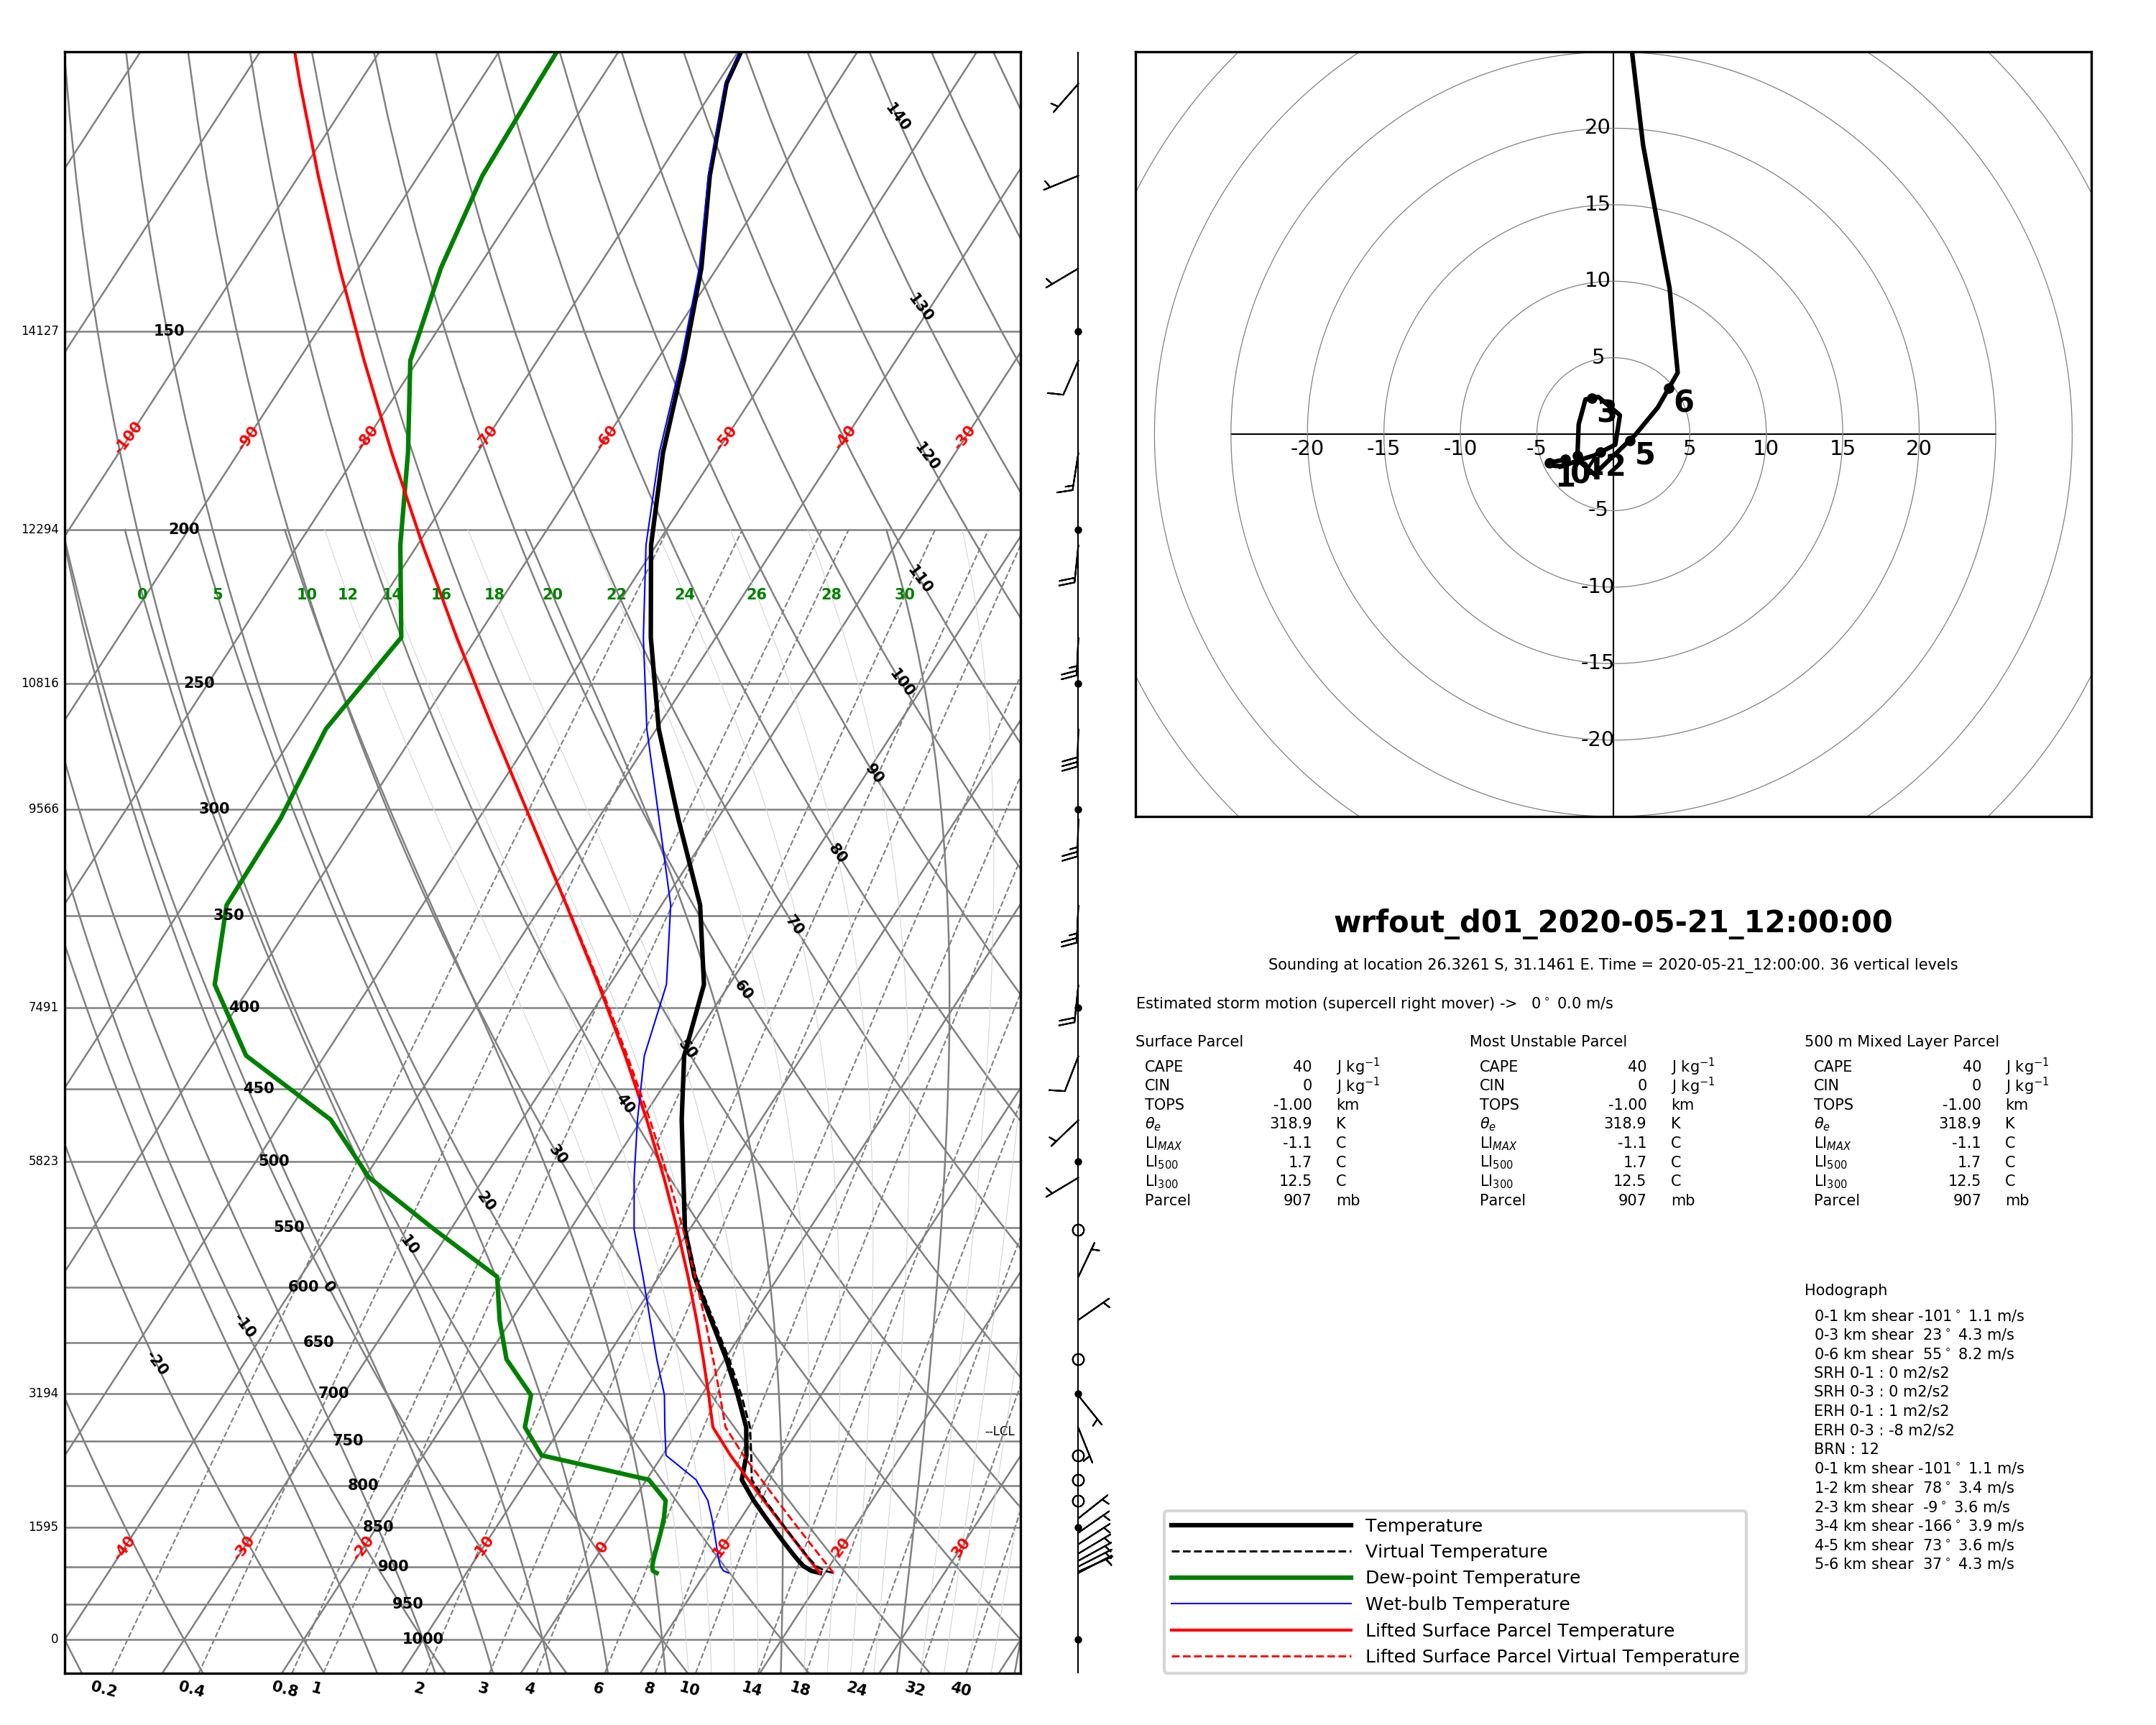 140
130
14127 150
-100 -90 -80 -70 -60 -50 -40 -30
120
12294 200
110
0 5 10 12 14 16 18 20 22 24 26 28 30
10816 250
100
90
9566 300
80
350
70
60
7491 400
50
450
40
5823 500
30
20
550
10
600 0
-10
650
-20
3194 700
750
--LCL
800
1595 850
-40 -30 -20 -10 0 10 20 30
900
950
0 1000
0.2 0.4 0.8 1 2 3 4 6 8 10 14 18 24 32 40
20
15
10
5
6
3
-20 -15 -10 -5 5 10 15 20
5
1 0 4 2
-5
-10
-15
-20
wrfout_d01_2020-05-21_12:00:00
Sounding at location 26.3261 S, 31.1461 E. Time = 2020-05-21_12:00:00. 36 vertical levels
Estimated storm motion (supercell right mover) -> 0° 0.0 m/s
Surface Parcel
CAPE 40 J kg⁻¹
CIN 0 J kg⁻¹
TOPS -1.00 km
θe 318.9 K
LIMAX -1.1 C
LI500 1.7 C
LI300 12.5 C
Parcel 907 mb
Most Unstable Parcel
CAPE 40 J kg⁻¹
CIN 0 J kg⁻¹
TOPS -1.00 km
θe 318.9 K
LIMAX -1.1 C
LI500 1.7 C
LI300 12.5 C
Parcel 907 mb
500 m Mixed Layer Parcel
CAPE 40 J kg⁻¹
CIN 0 J kg⁻¹
TOPS -1.00 km
θe 318.9 K
LIMAX -1.1 C
LI500 1.7 C
LI300 12.5 C
Parcel 907 mb
Hodograph
0-1 km shear -101° 1.1 m/s
0-3 km shear 23° 4.3 m/s
0-6 km shear 55° 8.2 m/s
SRH 0-1 : 0 m2/s2
SRH 0-3 : 0 m2/s2
ERH 0-1 : 1 m2/s2
ERH 0-3 : -8 m2/s2
BRN : 12
0-1 km shear -101° 1.1 m/s
1-2 km shear 78° 3.4 m/s
2-3 km shear -9° 3.6 m/s
3-4 km shear -166° 3.9 m/s
4-5 km shear 73° 3.6 m/s
5-6 km shear 37° 4.3 m/s
Temperature
Virtual Temperature
Dew-point Temperature
Wet-bulb Temperature
Lifted Surface Parcel Temperature
Lifted Surface Parcel Virtual Temperature